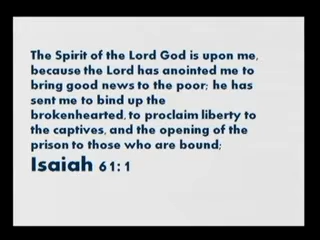 The Spirit of the Lord God is upon me,
because the Lord has anointed me to
bring good news to the poor; he has
sent me to bind up the
brokenhearted, to proclaim liberty to
the captives, and the opening of the
prison to those who are bound;
Isaiah 61:1